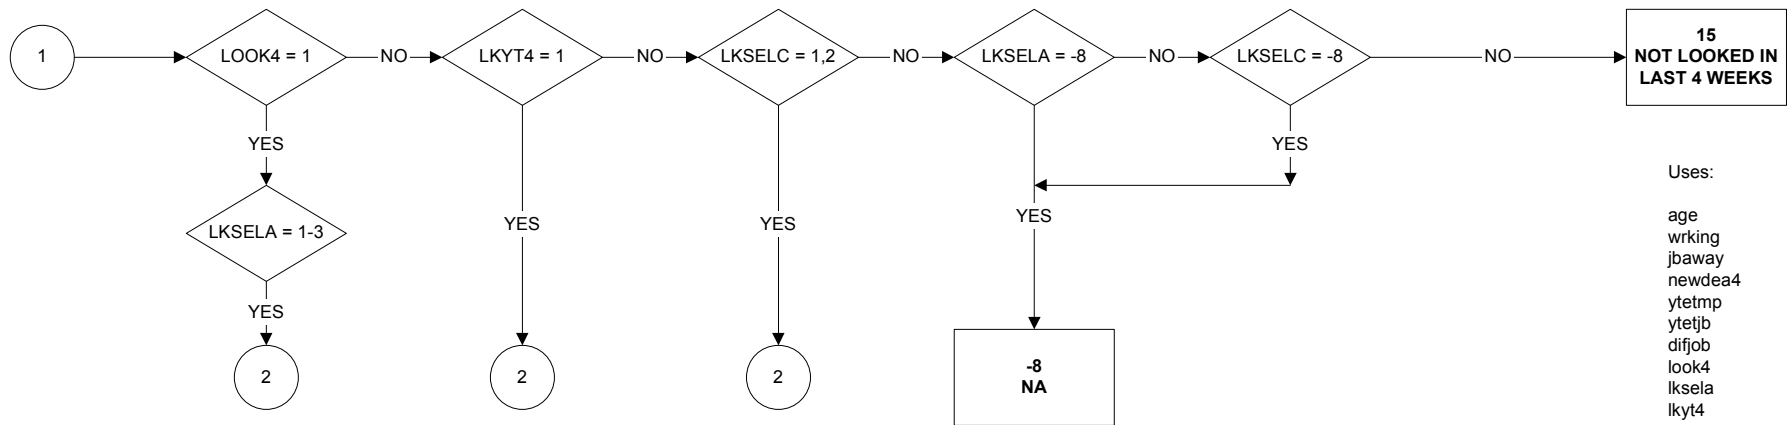 1
LOOK4 = 1
NO
LKYT4 = 1
NO
LKSELC = 1,2
NO
LKSELA = -8
NO
LKSELC = -8
NO
15
NOT LOOKED IN
LAST 4 WEEKS
YES
YES
LKSELA = 1-3
YES
YES
YES
YES
2
2
2
-8
NA
Uses:
age
wrking
jbaway
newdea4
ytetmp
ytetjb
difjob
look4
lksela
lkyt4